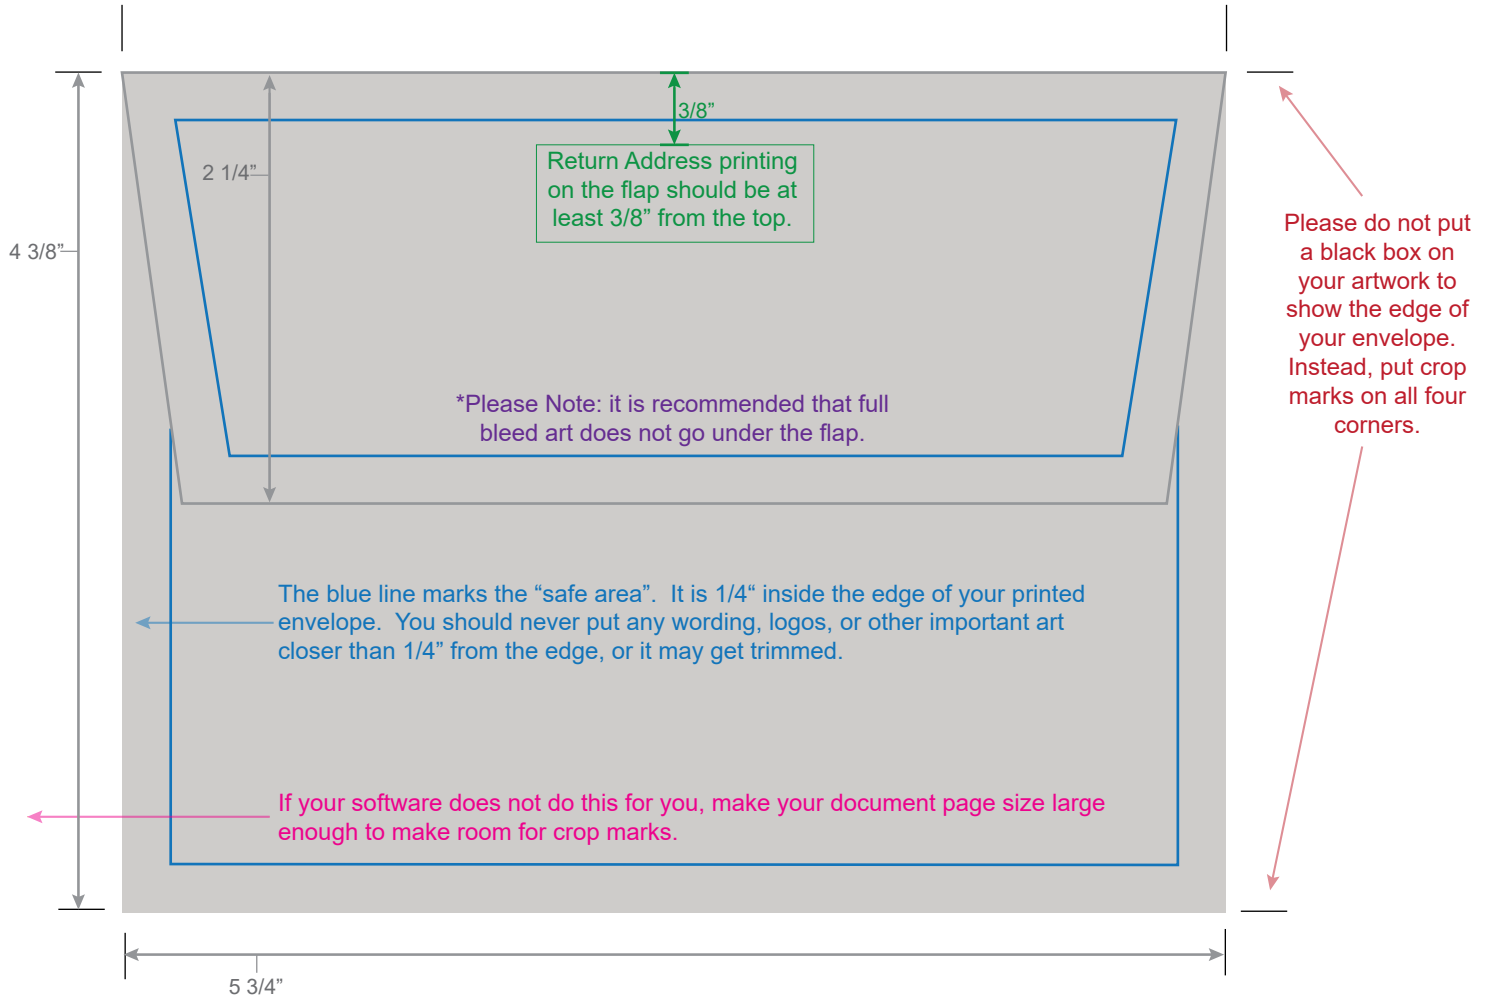 3/8”
Return Address printing
on the flap should be at
least 3/8” from the top.
2 1/4”
4 3/8”
Please do not put
a black box on
your artwork to
show the edge of
your envelope.
Instead, put crop
marks on all four
corners.
*Please Note: it is recommended that full
bleed art does not go under the flap.
The blue line marks the “safe area”.  It is 1/4“ inside the edge of your printed
envelope.  You should never put any wording, logos, or other important art
closer than 1/4” from the edge, or it may get trimmed.
If your software does not do this for you, make your document page size large
enough to make room for crop marks.
5 3/4”